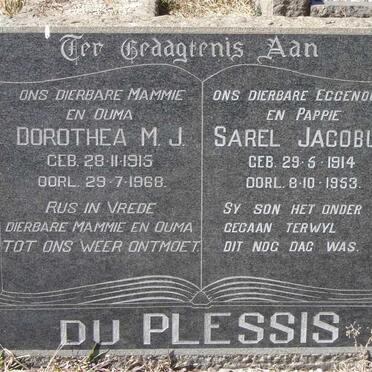 Ter Gedagtenis Aan
ONS DIERBARE MAMMIE
EN OUMA
DOROTHEA M. J.
GEB. 28-11-1915
OORL. 29-7-1968.
RUS IN VREDE
DIERBARE MAMMIE EN OUMA
TOT ONS WEER ONTMOET.
ONS DIERBARE EGGENO
EN PAPPIE
SAREL JACOBU
GEB. 29-5-1914
OORL. 8-10-1953.
SY SON HET ONDER
GEGAAN TERWYL
DIT NOG DAG WAS.
DU PLESSIS